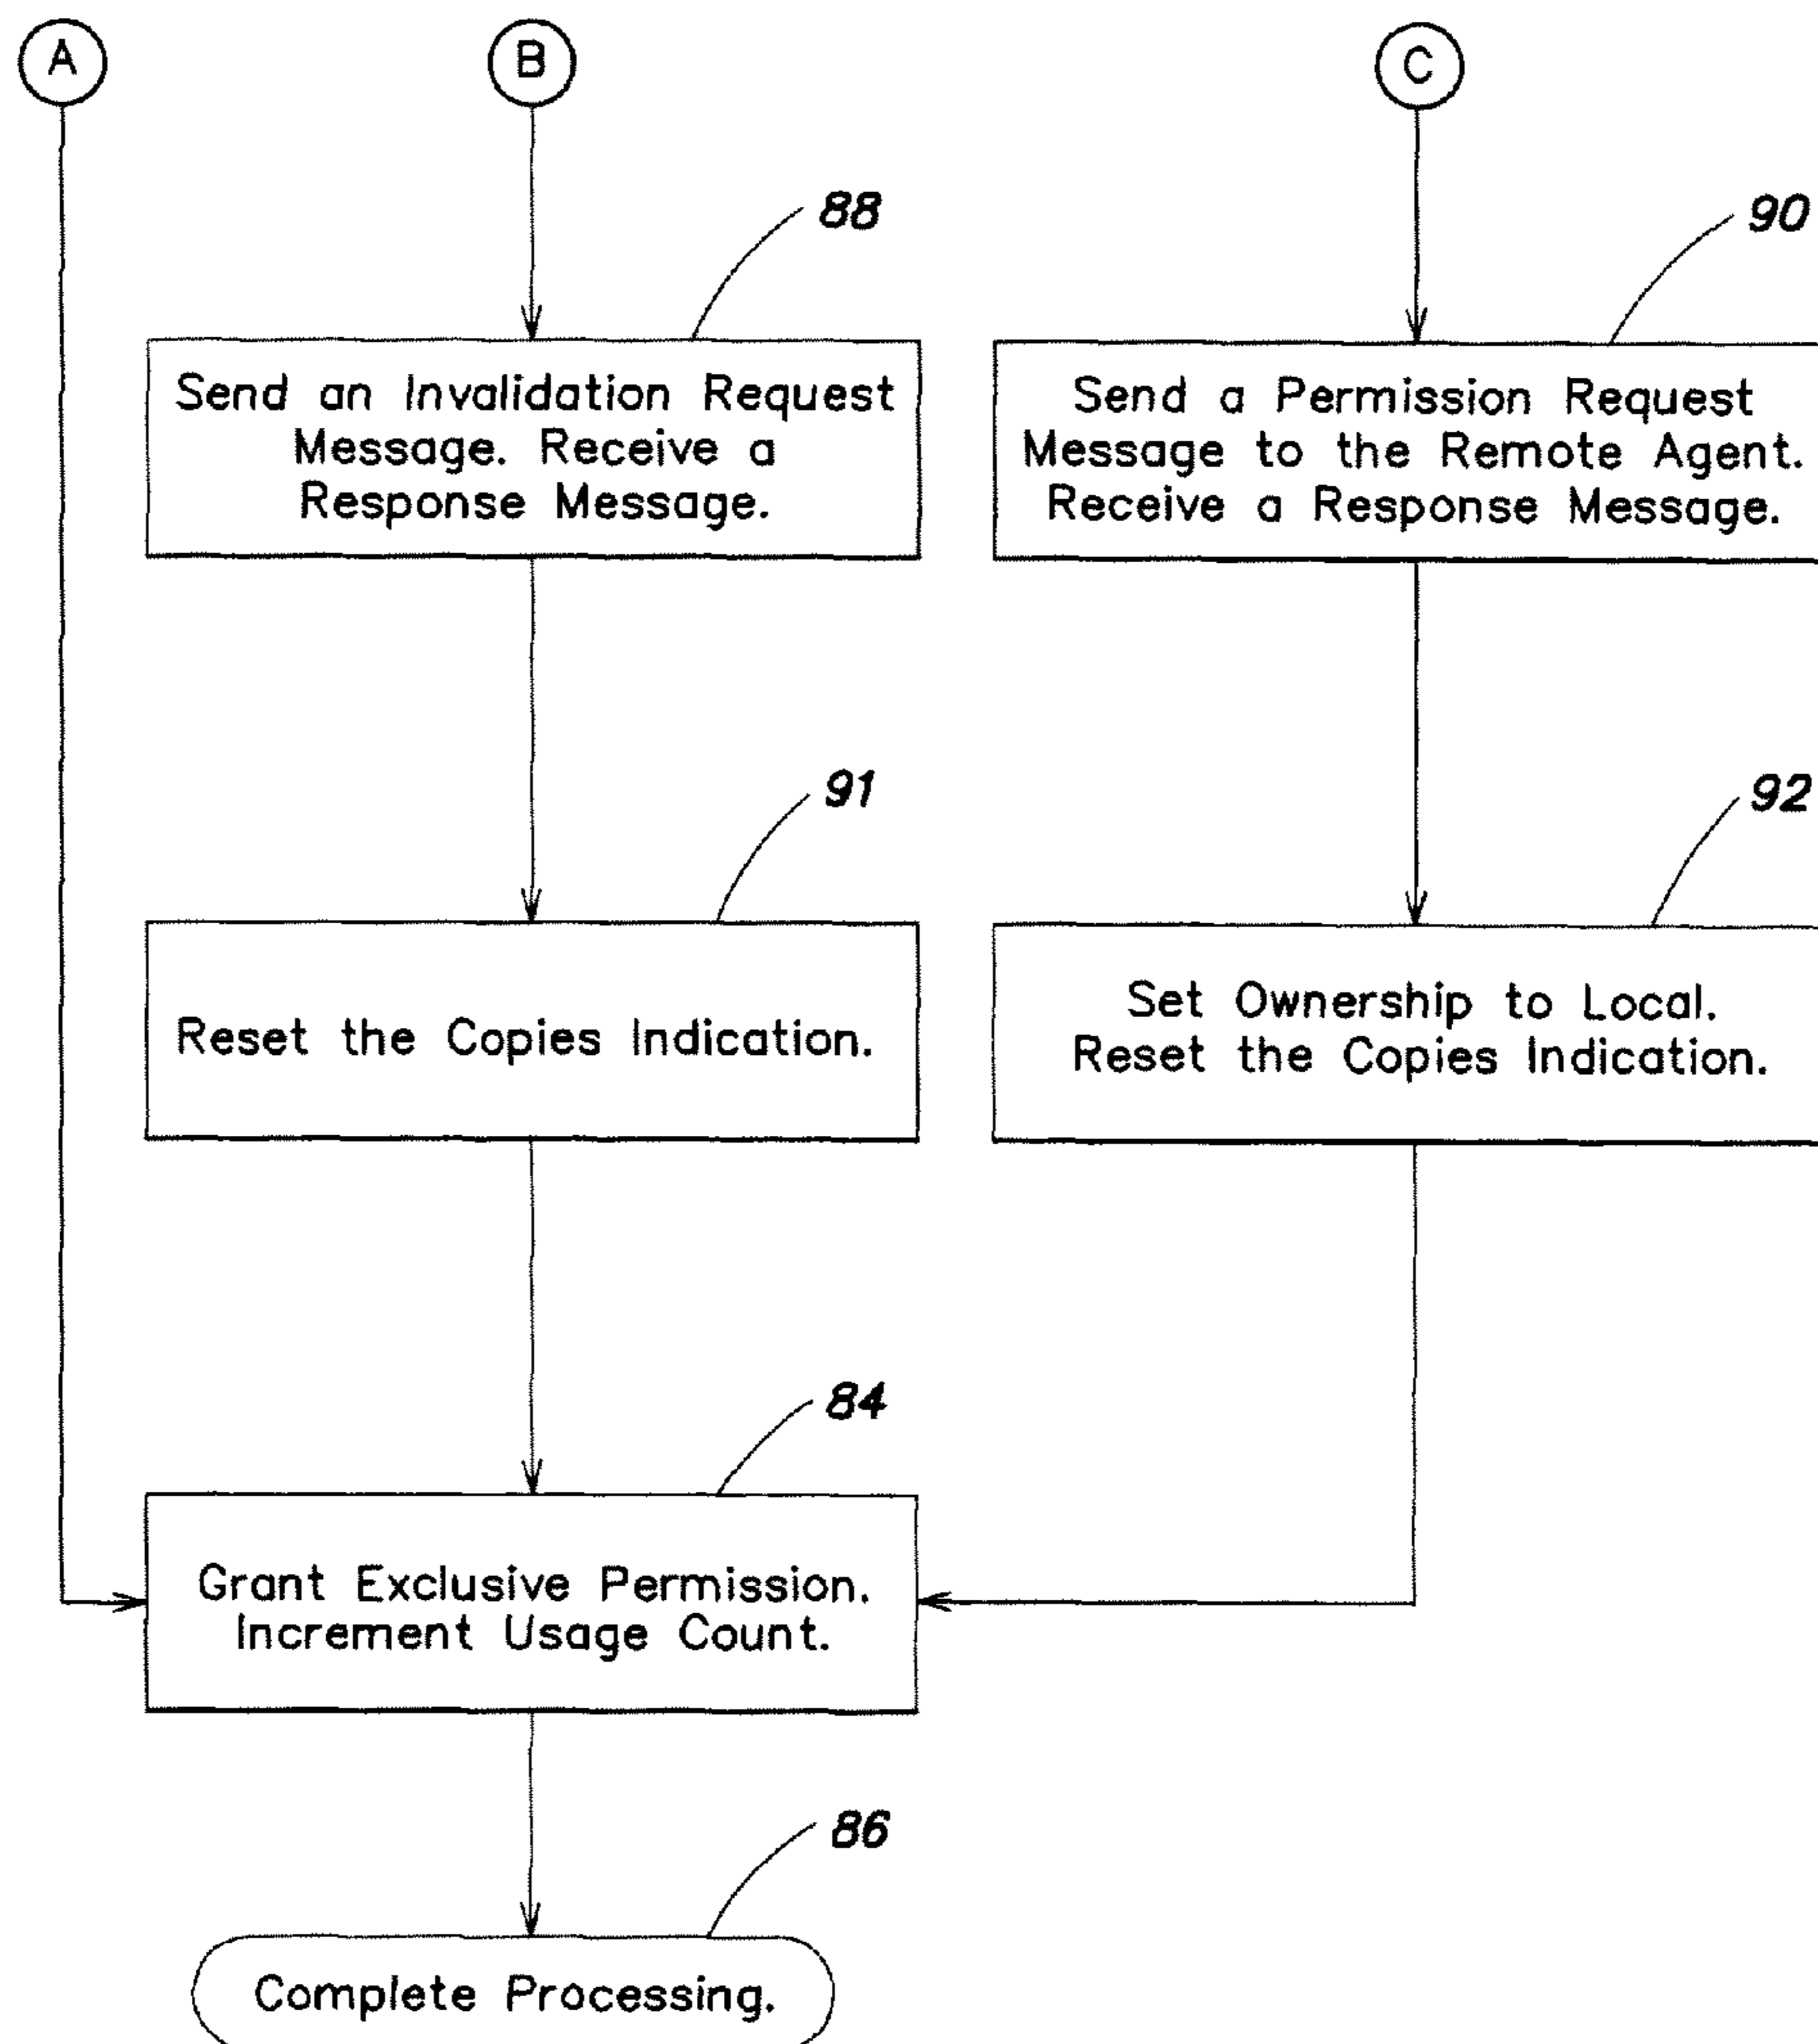 A
B
C
88
90
Send an Invalidation Request
Message. Receive a
Response Message.
Send a Permission Request
Message to the Remote Agent.
Receive a Response Message.
91
92
Reset the Copies Indication.
Set Ownership to Local.
Reset the Copies Indication.
84
Grant Exclusive Permission.
Increment Usage Count.
86
Complete Processing.